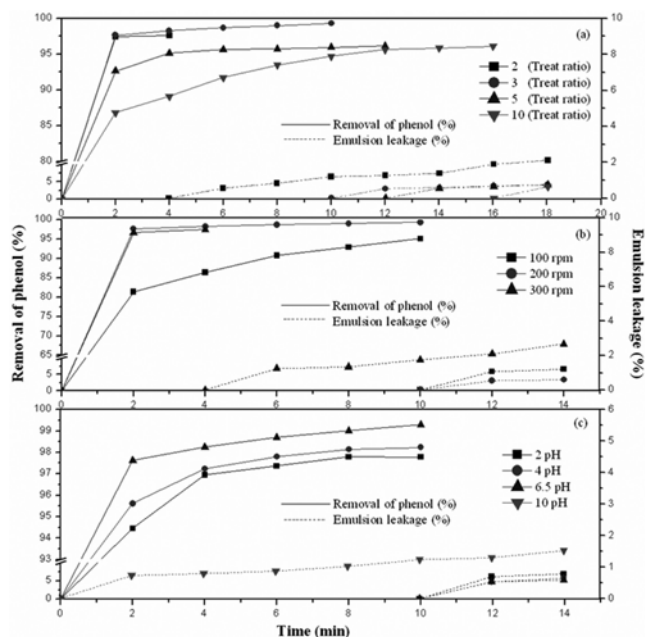 Removal of phenol (%)
Emulsion leakage (%)
100
95
90
85
80
5
0
10
8
6
4
2
0
(a)
2 (Treat ratio)
3 (Treat ratio)
5 (Treat ratio)
10 (Treat ratio)
Removal of phenol (%)
Emulsion leakage (%)
0 2 4 6 8 10 12 14 16 18 20
100
95
90
85
80
75
70
65
5
0
10
8
6
4
2
0
(b)
100 rpm
200 rpm
300 rpm
Removal of phenol (%)
Emulsion leakage (%)
0 2 4 6 8 10 12 14
99
98
97
96
95
94
93
5
0
6
5
4
3
2
1
0
(c)
2 pH
4 pH
6.5 pH
10 pH
Removal of phenol (%)
Emulsion leakage (%)
0 2 4 6 8 10 12 14
Time (min)